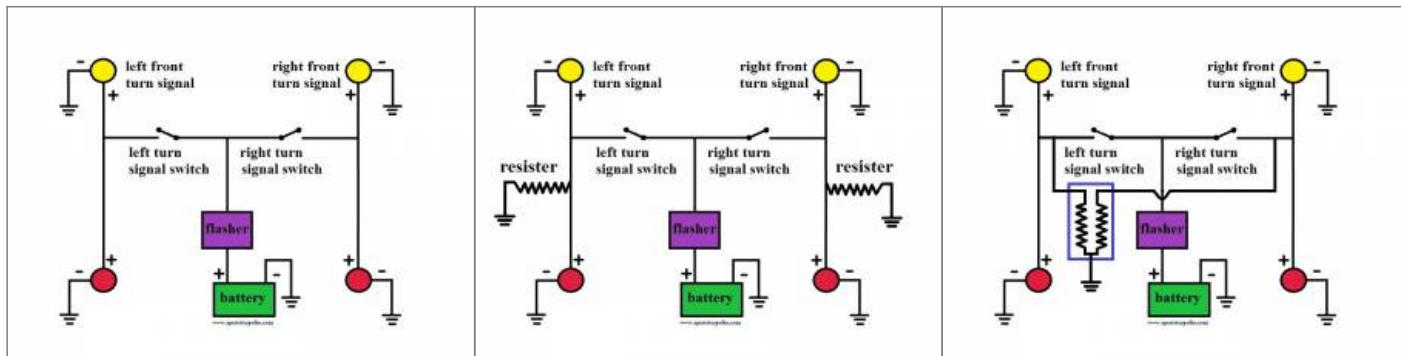 -
left front
turn signal
right front
turn signal
-
+
+
left turn
signal switch
right turn
signal switch
flasher
+
+
-
+
-
-
battery
-
left front
turn signal
right front
turn signal
-
+
+
left turn
signal switch
right turn
signal switch
resister
resister
flasher
+
+
-
+
-
-
battery
-
left front
turn signal
right front
turn signal
-
+
+
left turn
signal switch
right turn
signal switch
flasher
+
+
-
+
-
-
battery